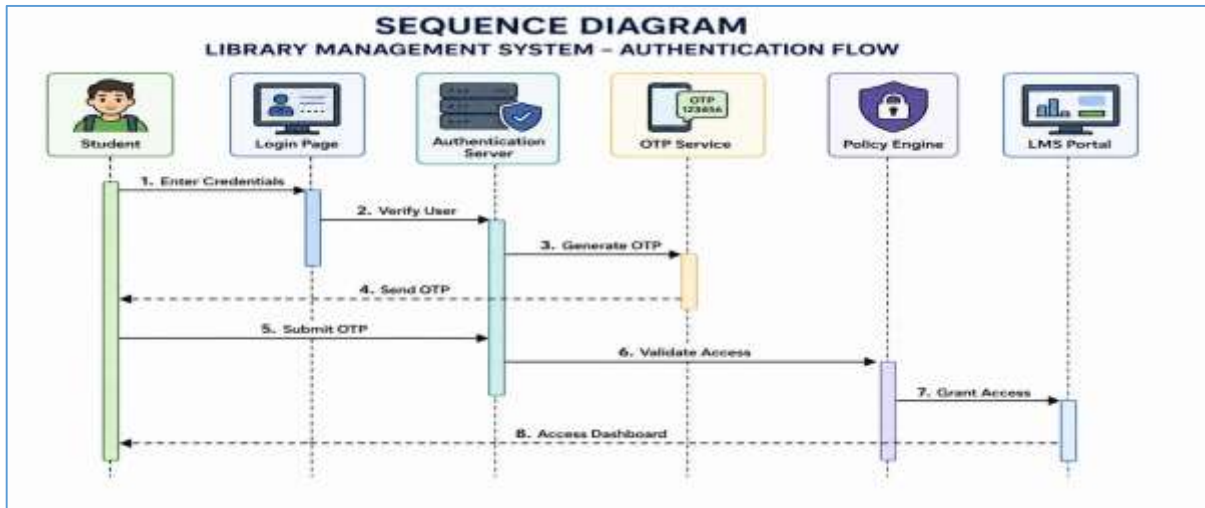 SEQUENCE DIAGRAM
LIBRARY MANAGEMENT SYSTEM – AUTHENTICATION FLOW
OTP
123456
Student
Login Page
Authentication
Server
OTP Service
Policy Engine
LMS Portal
1. Enter Credentials
2. Verify User
3. Generate OTP
4. Send OTP
5. Submit OTP
6. Validate Access
7. Grant Access
8. Access Dashboard